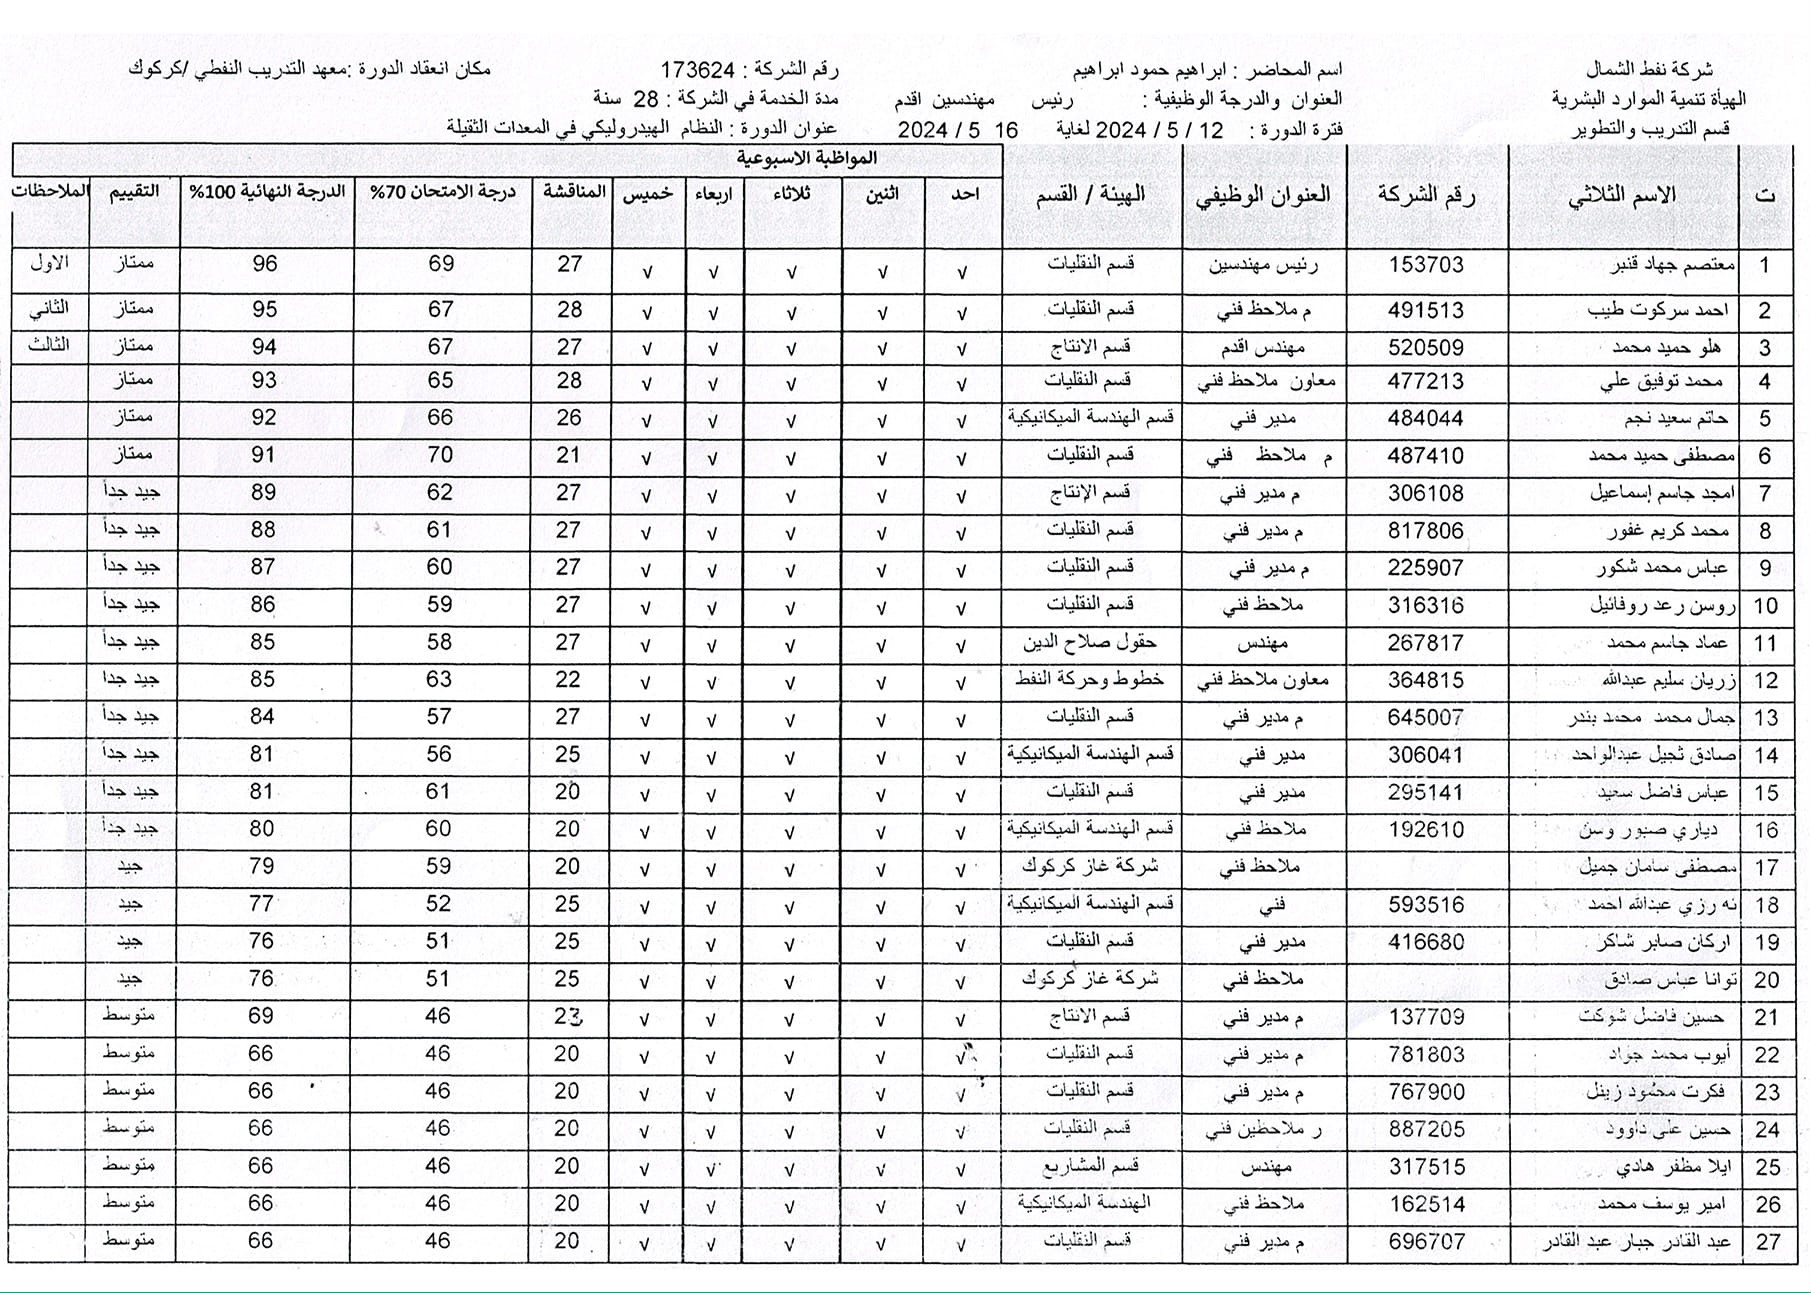 شركة نفط الشمال اسم المحاضر : ابراهيم حمود ابراهيم رقم الشركة : 173624 مكان انعقاد الدورة :معهد التدريب النفطي /كركوك
الهيأة تنمية الموارد البشرية العنوان والدرجة الوظيفية : رئيس مهندسين اقدم مدة الخدمة في الشركة : 28 سنة
قسم التدريب والتطوير فترة الدورة : 12 / 5 / 2024 لغاية 16 5 / 2024 عنوان الدورة : النظام الهيدروليكي في المعدات الثقيلة
المواظبة الاسبوعية
ت الاسم الثلاثي رقم الشركة العنوان الوظيفي الهيئة / القسم احد اثنين ثلاثاء اربعاء خميس المناقشة درجة الامتحان 70% الدرجة النهائية 100% التقييم الملاحظات
1 معتصم جهاد قنبر 153703 رئيس مهندسين قسم النقليات √ √ √ √ √ 27 69 96 ممتاز الاول
2 احمد سركوت طيب 491513 م ملاحظ فني قسم النقليات √ √ √ √ √ 28 67 95 ممتاز الثاني
3 هلو حميد محمد 520509 مهندس اقدم قسم الانتاج √ √ √ √ √ 27 67 94 ممتاز الثالث
4 محمد توفيق علي 477213 معاون ملاحظ فني قسم النقليات √ √ √ √ √ 28 65 93 ممتاز
5 حاتم سعيد نجم 484044 مدير فني قسم الهندسة الميكانيكية √ √ √ √ √ 26 66 92 ممتاز
6 مصطفى حميد محمد 487410 م ملاحظ فني قسم النقليات √ √ √ √ √ 21 70 91 ممتاز
7 امجد جاسم إسماعيل 306108 م مدير فني قسم الإنتاج √ √ √ √ √ 27 62 89 جيد جداً
8 محمد كريم غفور 817806 م مدير فني قسم النقليات √ √ √ √ √ 27 61 88 جيد جداً
9 عباس محمد شكور 225907 م مدير فني قسم النقليات √ √ √ √ √ 27 60 87 جيد جداً
10 روسن رعد روفائيل 316316 ملاحظ فني قسم النقليات √ √ √ √ √ 27 59 86 جيد جداً
11 عماد جاسم محمد 267817 مهندس حقول صلاح الدين √ √ √ √ √ 27 58 85 جيد جداً
12 زريان سليم عبدالله 364815 معاون ملاحظ فني خطوط وحركة النفط √ √ √ √ √ 22 63 85 جيد جدا
13 جمال محمد محمد بندر 645007 م مدير فني قسم النقليات √ √ √ √ √ 27 57 84 جيد جداً
14 صادق ثجيل عبدالواحد 306041 مدير فني قسم الهندسة الميكانيكية √ √ √ √ √ 25 56 81 جيد جداً
15 عباس فاضل سعيد 295141 مدير فني قسم النقليات √ √ √ √ √ 20 61 81 جيد جداً
16 دياري صبور وسن 192610 ملاحظ فني قسم الهندسة الميكانيكية √ √ √ √ √ 20 60 80 جيد جداً
17 مصطفى سامان جميل ملاحظ فني شركة غاز كركوك √ √ √ √ √ 20 59 79 جيد
18 نه رزي عبدالله احمد 593516 فني قسم الهندسة الميكانيكية √ √ √ √ √ 25 52 77 جيد
19 اركان صابر شاكر 416680 مدير فني قسم النقليات √ √ √ √ √ 25 51 76 جيد
20 توانا عباس صادق ملاحظ فني شركة غاز كركوك √ √ √ √ √ 25 51 76 جيد
21 حسين فاضل شوكت 137709 م مدير فني قسم الانتاج √ √ √ √ √ 23 46 69 متوسط
22 أيوب محمد جواد 781803 م مدير فني قسم النقليات √ √ √ √ √ 20 46 66 متوسط
23 فكرت محمود زينل 767900 م مدير فني قسم النقليات √ √ √ √ √ 20 46 66 متوسط
24 حسين علي داوود 887205 ر ملاحظين فني قسم النقليات √ √ √ √ √ 20 46 66 متوسط
25 ايلا مظفر هادي 317515 مهندس قسم المشاريع √ √ √ √ √ 20 46 66 متوسط
26 امير يوسف محمد 162514 ملاحظ فني الهندسة الميكانيكية √ √ √ √ √ 20 46 66 متوسط
27 عبد القادر جبار عبد القادر 696707 م مدير فني قسم النقليات √ √ √ √ √ 20 46 66 متوسط